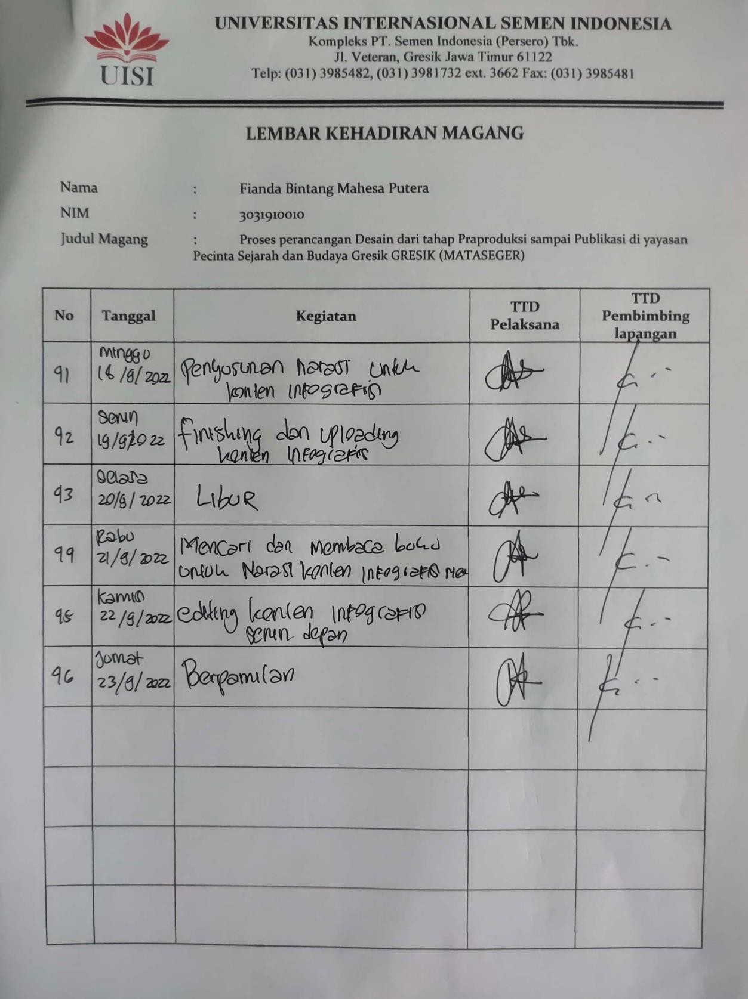 UNIVERSITAS INTERNASIONAL SEMEN INDONESIA
Kompleks PT. Semen Indonesia (Persero) Tbk.
Jl. Veteran, Gresik Jawa Timur 61122
Telp: (031) 3985482, (031) 3981732 ext. 3662 Fax: (031) 3985481
UISI
LEMBAR KEHADIRAN MAGANG
Nama : Fianda Bintang Mahesa Putera
NIM : 3031910010
Judul Magang : Proses perancangan Desain dari tahap Praproduksi sampai Publikasi di yayasan
Pecinta Sejarah dan Budaya Gresik GRESIK (MATASEGER)
No Tanggal Kegiatan TTD Pelaksana TTD Pembimbing lapangan
91 Minggu 18/9/2022 Penyusunan narasi untuk
konten infografis
92 Senin 19/9/2022 Finishing dan uploading
konten infografis
93 Selasa 20/9/2022 LIBUR
99 Rabu 21/9/2022 Mencari dan membaca buku
untuk Narasi konten infografis
95 Kamis 22/9/2022 editing konten infografis
senin depan
96 Jumat 23/9/2022 Berpamitan